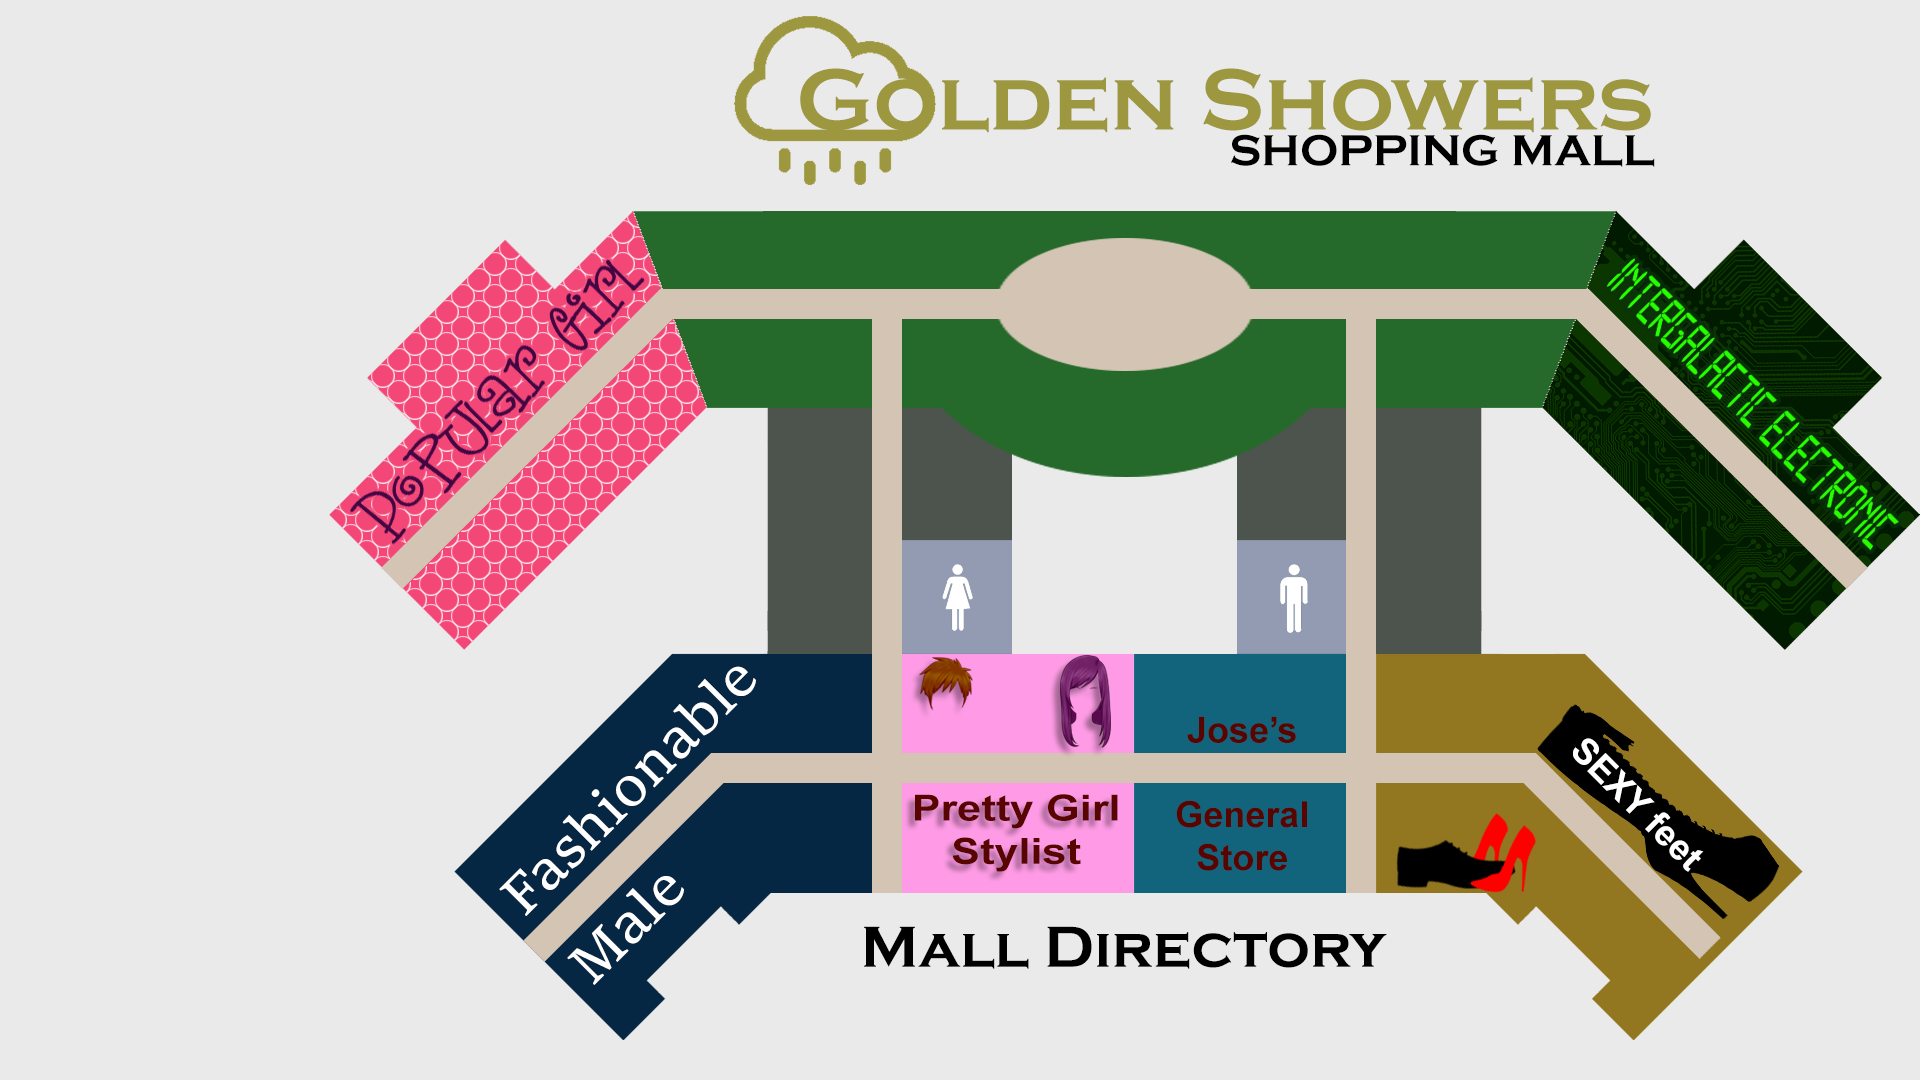 Golden Showers
SHOPPING MALL
Popular Girl
INTERGALACTIC ELECTRONIC
Fashionable
Male
Pretty Girl
Stylist
Jose's
General
Store
SEXY feet
Mall Directory